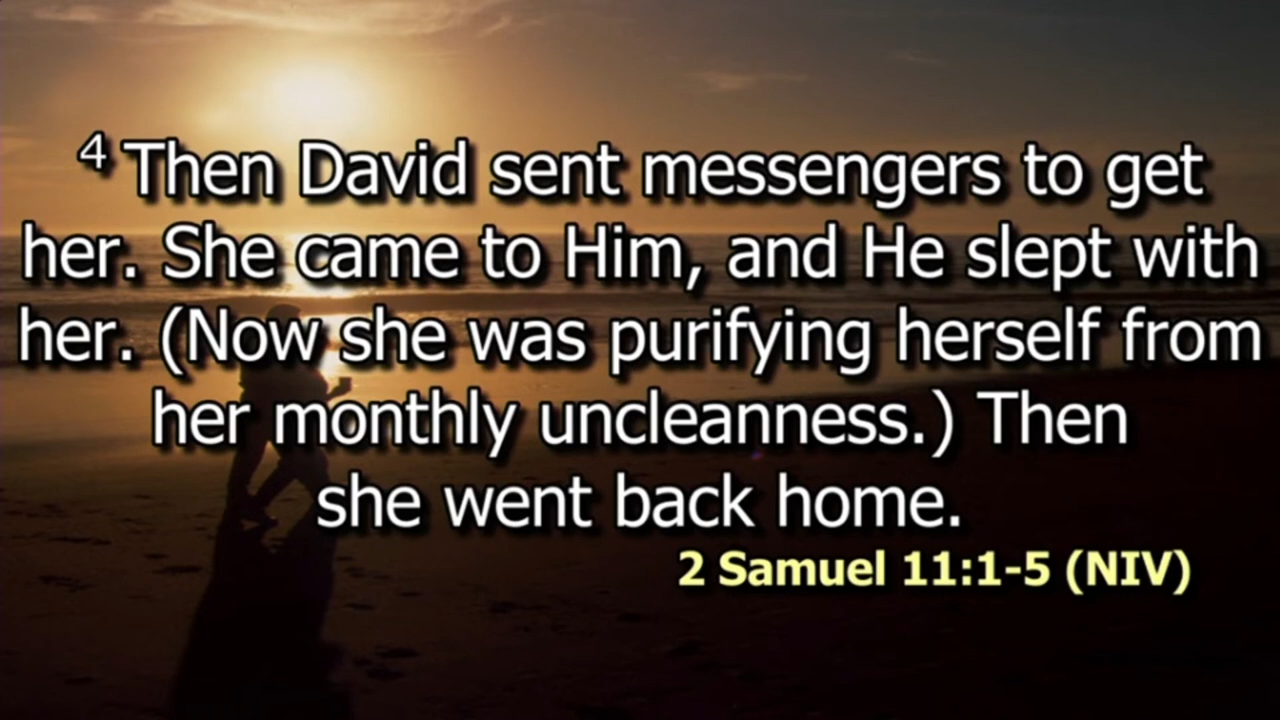 4 Then David sent messengers to get
her. She came to Him, and He slept with
her. (Now she was purifying herself from
her monthly uncleanness.) Then
she went back home.
2 Samuel 11:1-5 (NIV)